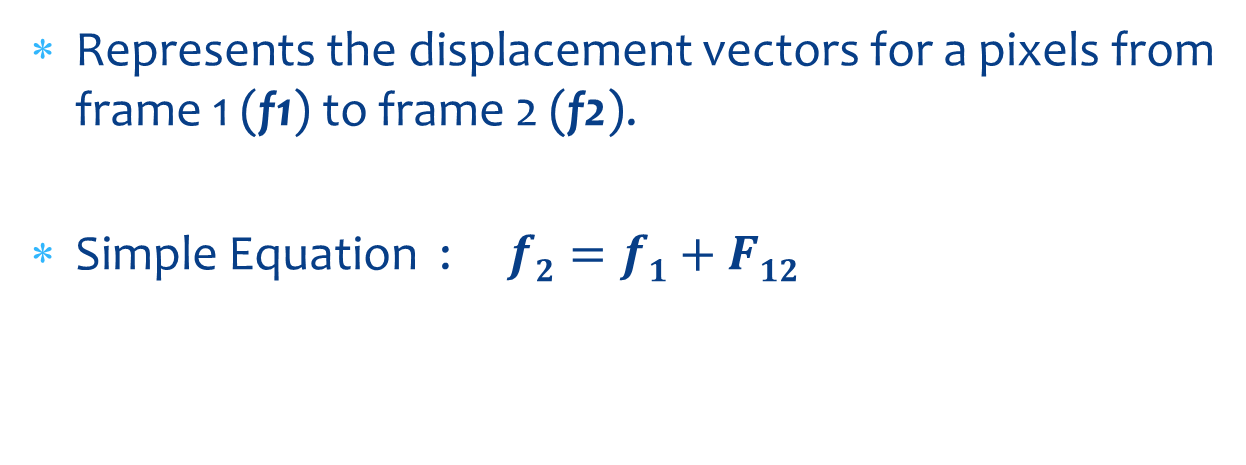 * Represents the displacement vectors for a pixels from
frame 1 (f1) to frame 2 (f2).
* Simple Equation : f₂ = f₁ + F₁₂